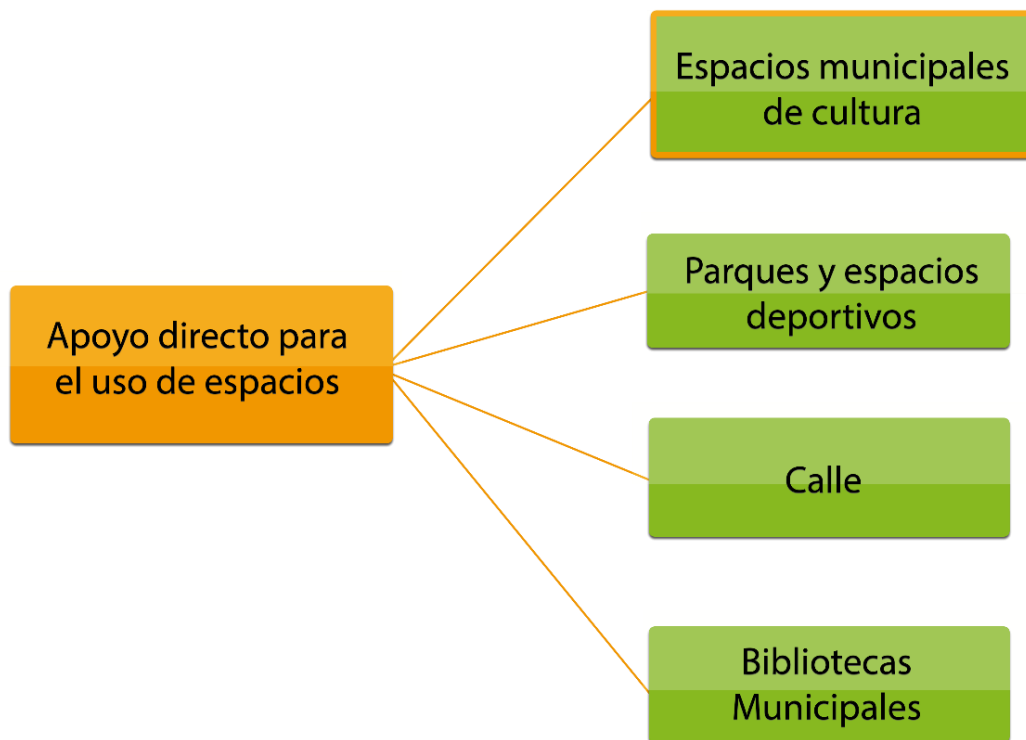 Espacios municipales
de cultura
Parques y espacios
deportivos
Apoyo directo para
el uso de espacios
Calle
Bibliotecas
Municipales